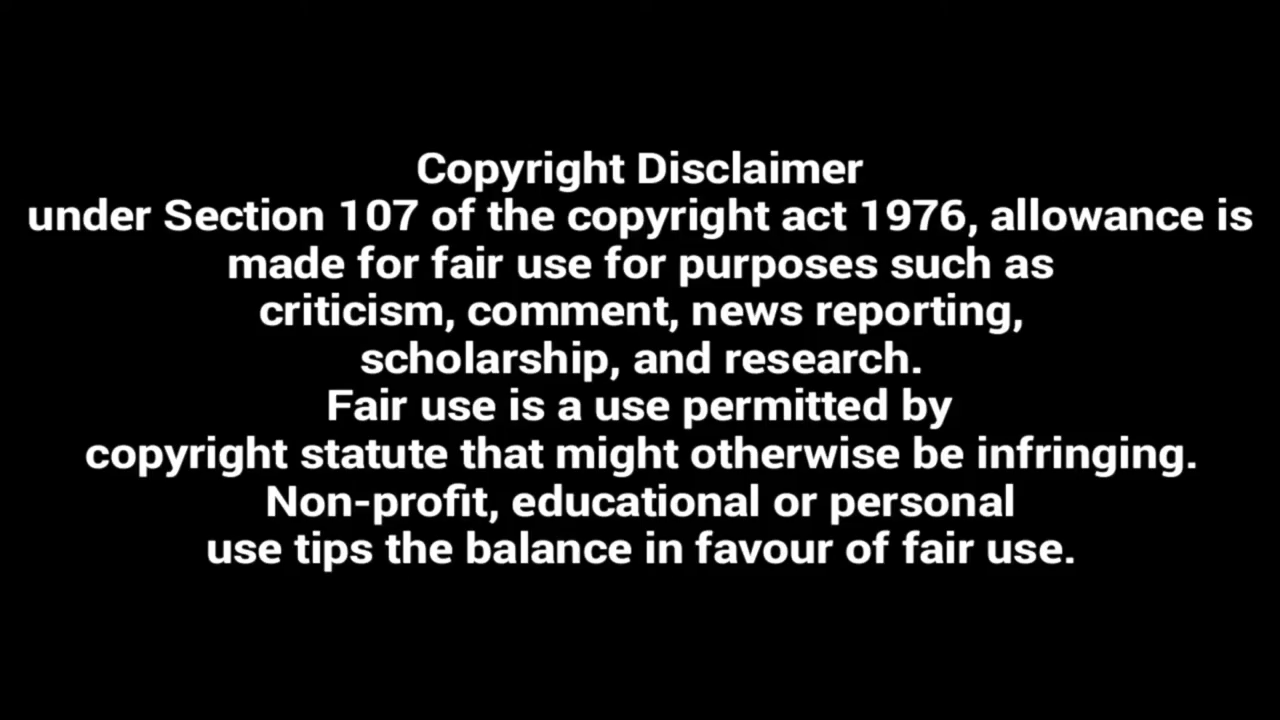 Copyright Disclaimer
under Section 107 of the copyright act 1976, allowance is
made for fair use for purposes such as
criticism, comment, news reporting,
scholarship, and research.
Fair use is a use permitted by
copyright statute that might otherwise be infringing.
Non-profit, educational or personal
use tips the balance in favour of fair use.